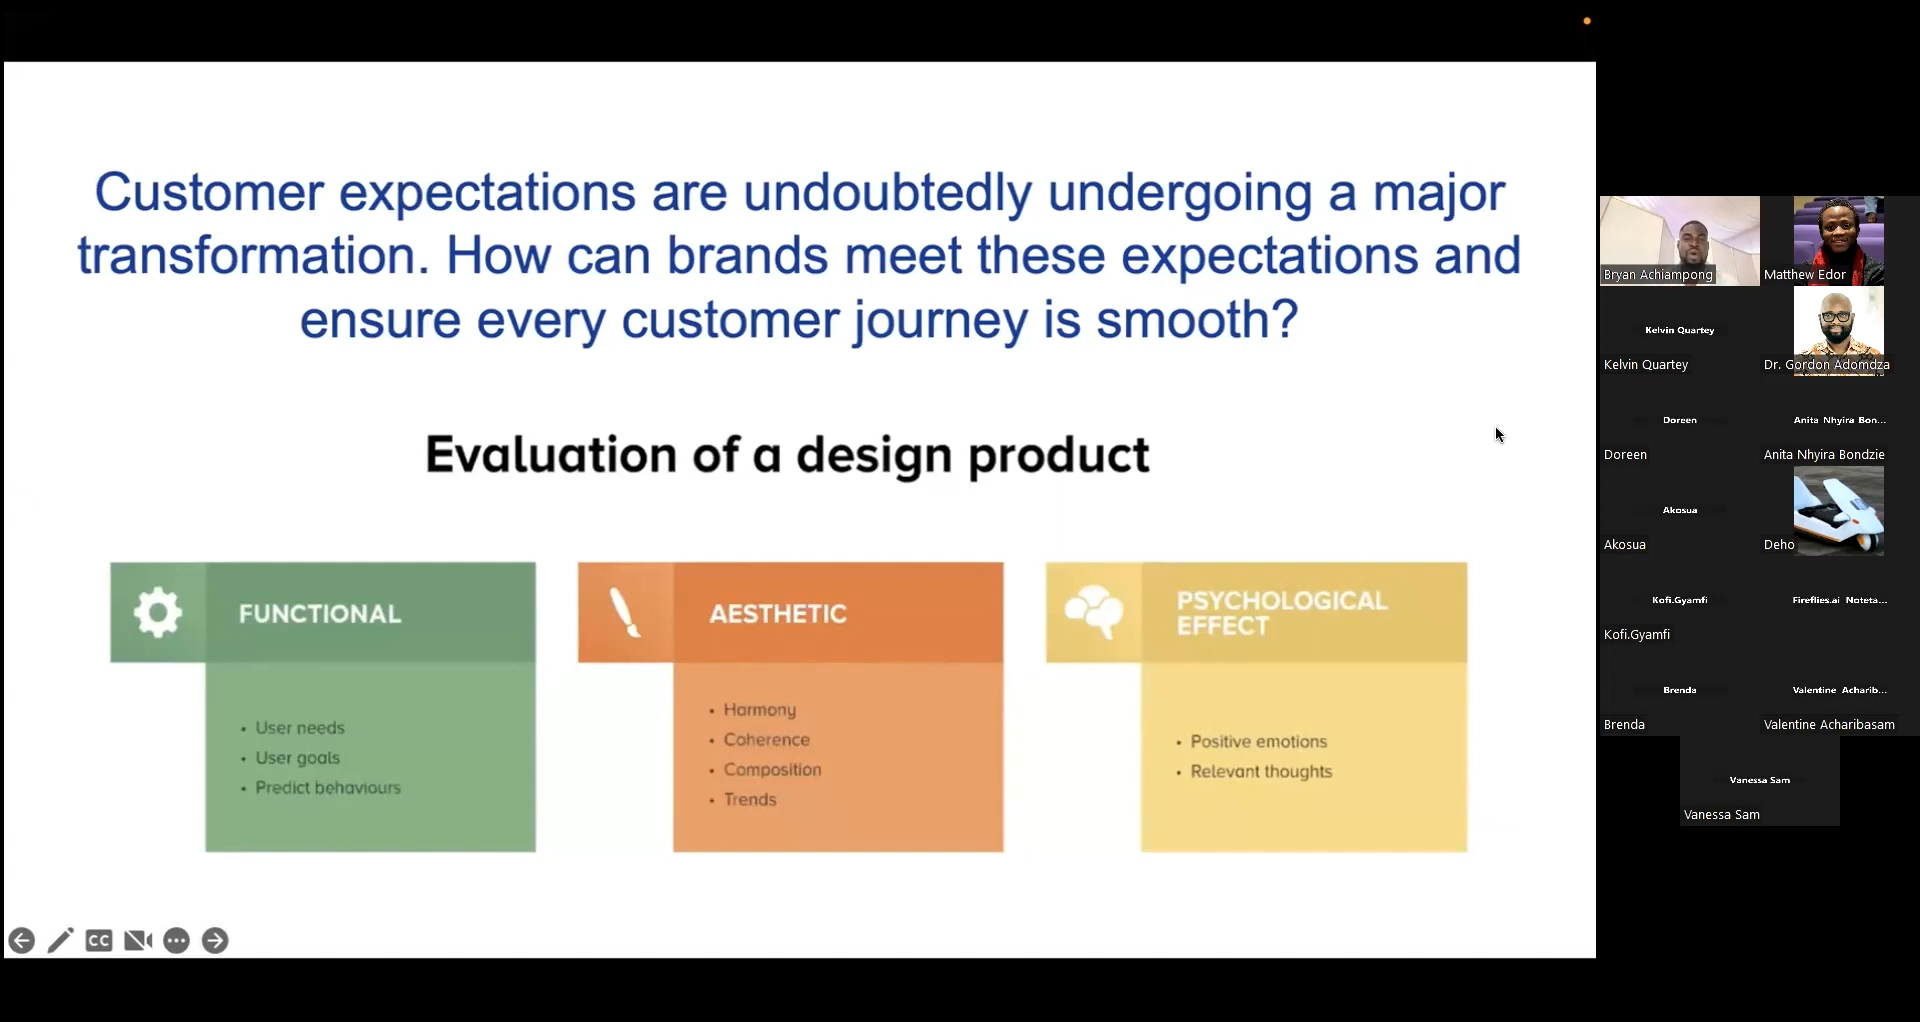 Customer expectations are undoubtedly undergoing a major
transformation. How can brands meet these expectations and
ensure every customer journey is smooth?
Evaluation of a design product
FUNCTIONAL
• User needs
• User goals
• Predict behaviours
AESTHETIC
• Harmony
• Coherence
• Composition
• Trends
PSYCHOLOGICAL
EFFECT
• Positive emotions
• Relevant thoughts
CC
Bryan Achiampong
Matthew Edor
Kelvin Quartey
Kelvin Quartey
Dr. Gordon Adomdza
Doreen
Doreen
Anita Nhyira Bon...
Anita Nhyira Bondzie
Akosua
Akosua
Deho
Kofi.Gyamfi
Kofi.Gyamfi
Fireflies.ai Noteta...
Brenda
Brenda
Valentine Acharib...
Valentine Acharibasam
Vanessa Sam
Vanessa Sam